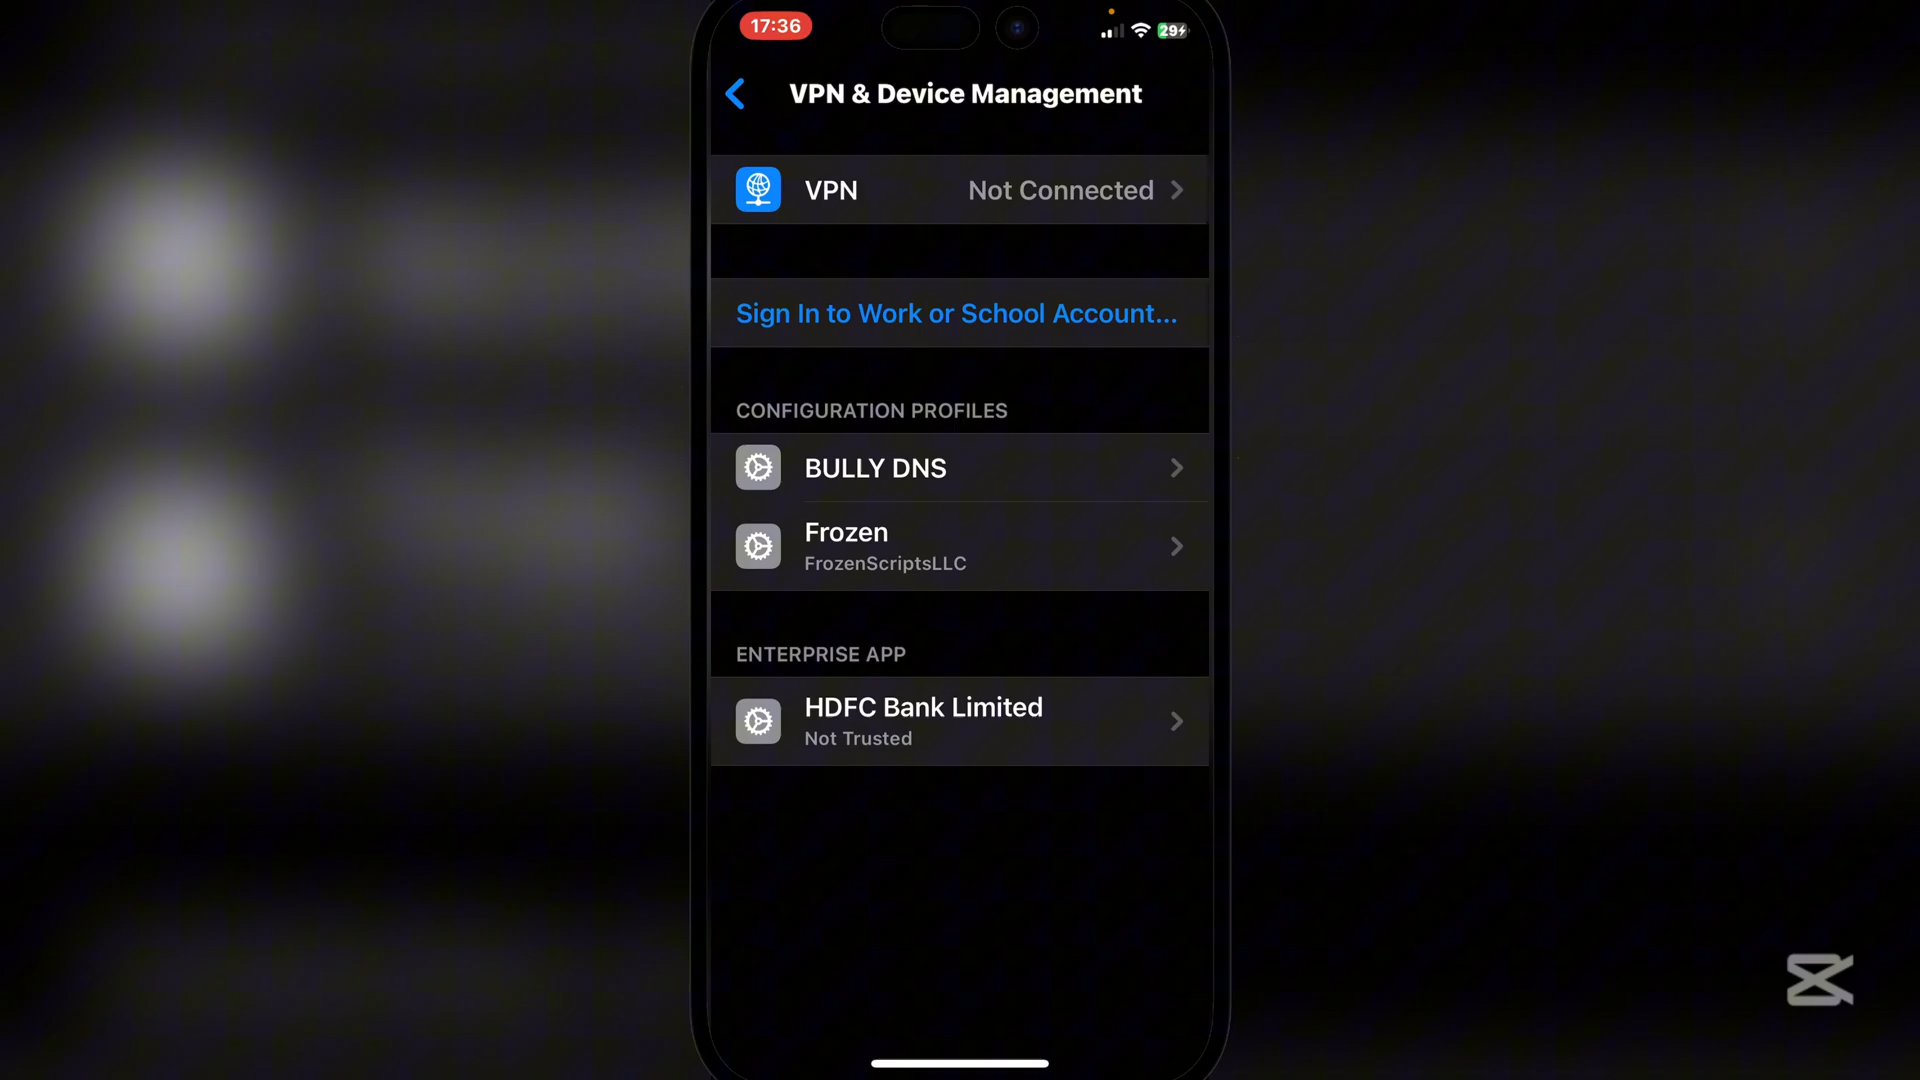 17:36
29
VPN & Device Management
VPN Not Connected
Sign In to Work or School Account...
CONFIGURATION PROFILES
BULLY DNS
Frozen
FrozenScriptsLLC
ENTERPRISE APP
HDFC Bank Limited
Not Trusted